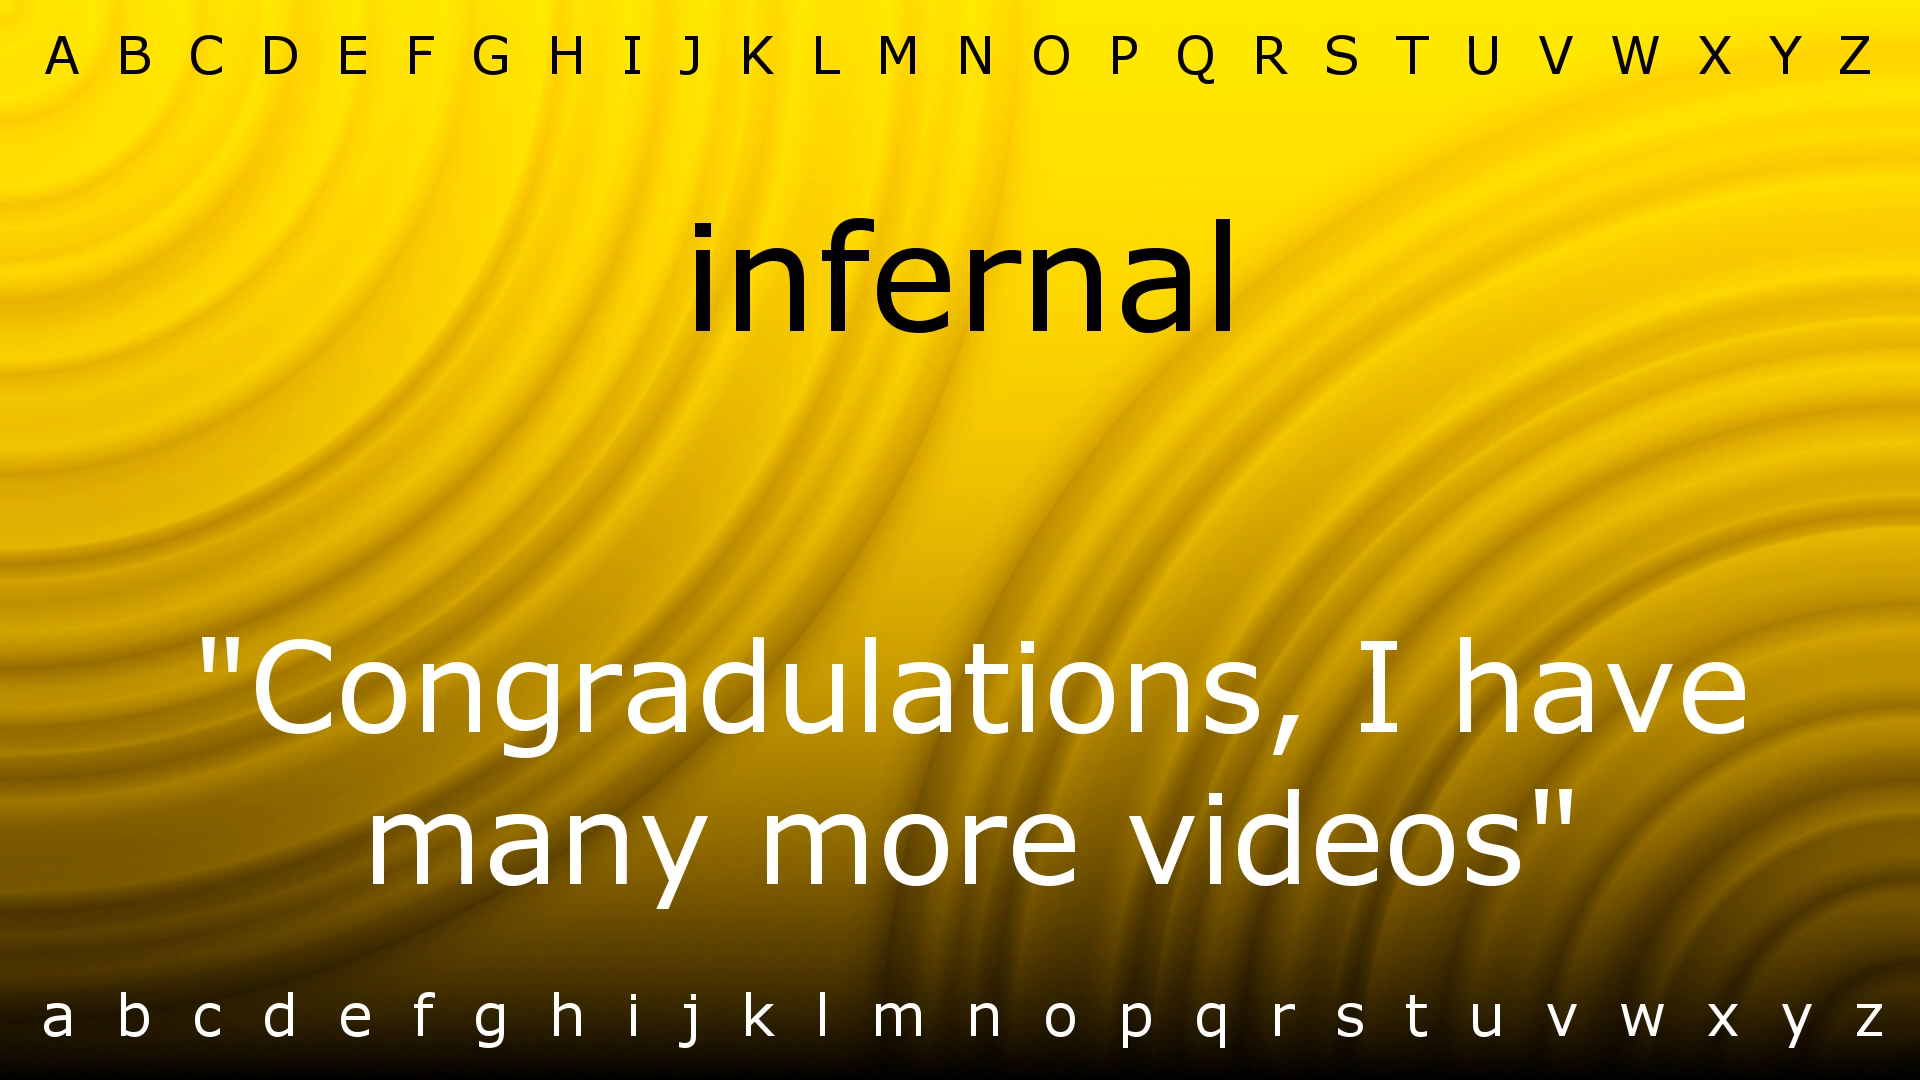 A B C D E F G H I J K L M N O P Q R S T U V W X Y Z
infernal
"Congradulations, I have
many more videos"
a b c d e f g h i j k l m n o p q r s t u v w x y z